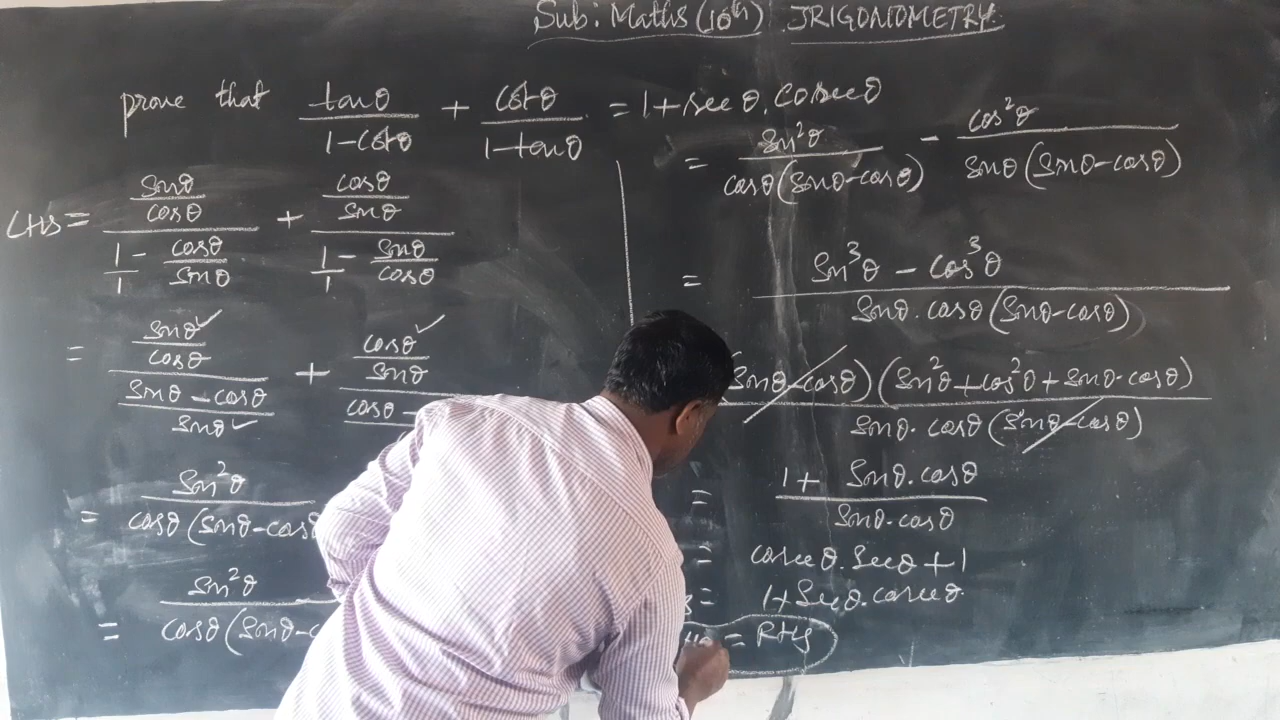 Sub: Maths (10th) TRIGONIOMETRY
prove that tanθ/(1-cotθ) + cotθ/(1-tanθ) = 1+secθ.cosecθ
LHS = (sinθ/cosθ)/(1/1 - cosθ/sinθ) + (cosθ/sinθ)/(1/1 - sinθ/cosθ)
= (sinθ/cosθ)/((sinθ-cosθ)/sinθ) + (cosθ/sinθ)/(cosθ -
= sin²θ/(cosθ(sinθ-cosθ
= sin²θ/(cosθ(sinθ-c
= sin²θ/(cosθ(sinθ-cosθ)) - cos²θ/(sinθ(sinθ-cosθ))
= (sin³θ - cos³θ)/(sinθ.cosθ(sinθ-cosθ))
(sinθ-cosθ)(sin²θ+cos²θ+sinθ.cosθ)/(sinθ.cosθ(sinθ-cosθ))
= (1+ sinθ.cosθ)/(sinθ.cosθ)
= cosecθ.secθ+1
= 1+secθ.cosecθ
= RHS